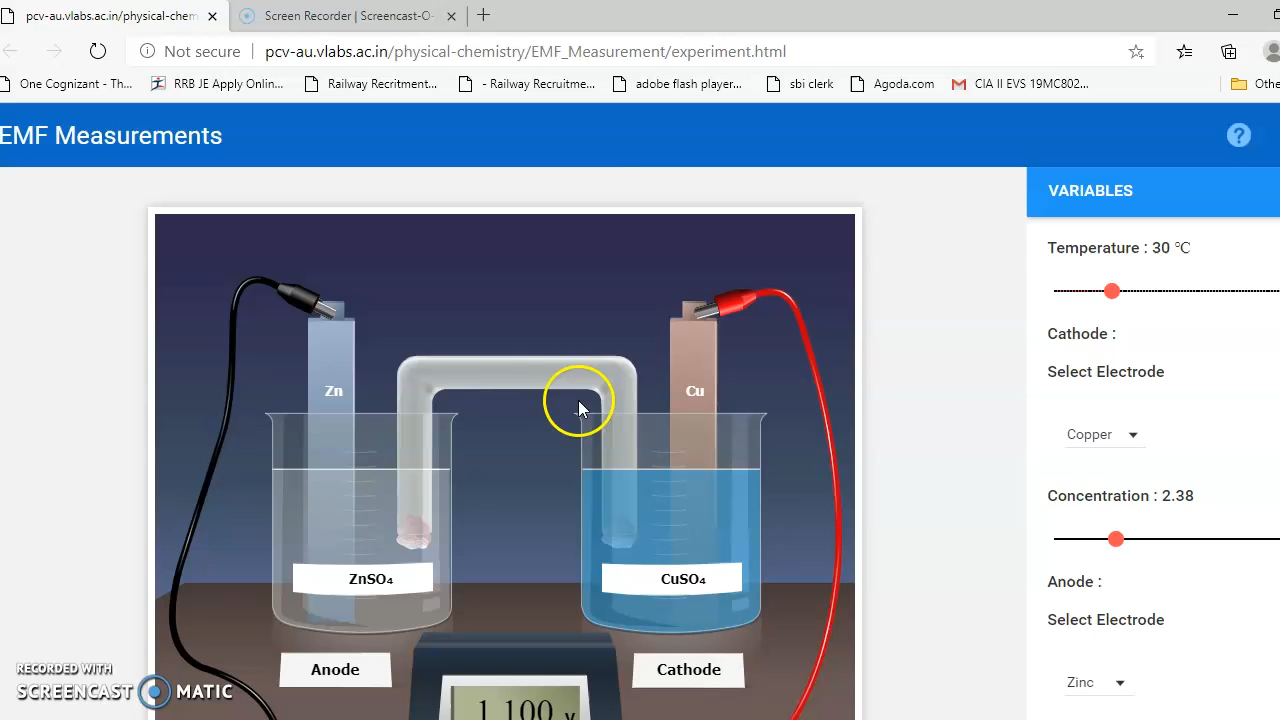 pcv-au.vlabs.ac.in/physical-chem
Screen Recorder | Screencast-O-
Not secure
pcv-au.vlabs.ac.in/physical-chemistry/EMF_Measurement/experiment.html
One Cognizant - Th...
RRB JE Apply Onlin...
Railway Recritment...
- Railway Recruitme...
adobe flash player...
sbi clerk
Agoda.com
CIA II EVS 19MC802...
Othe
EMF Measurements
?
VARIABLES
Temperature : 30 ℃
Cathode :
Select Electrode
Copper
Concentration : 2.38
Anode :
Select Electrode
Zinc
Zn
Cu
ZnSO₄
CuSO₄
Anode
Cathode
1.100 v
RECORDED WITH
SCREENCAST MATIC